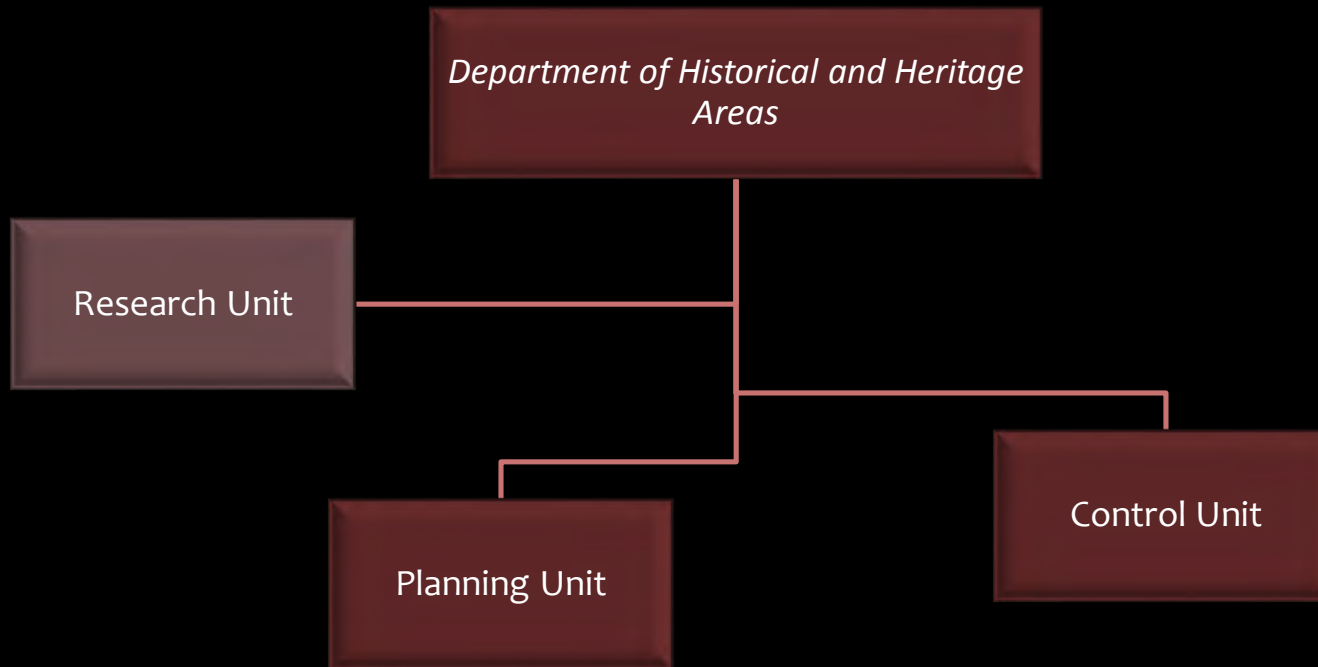 Department of Historical and Heritage
Areas
Research Unit
Control Unit
Planning Unit